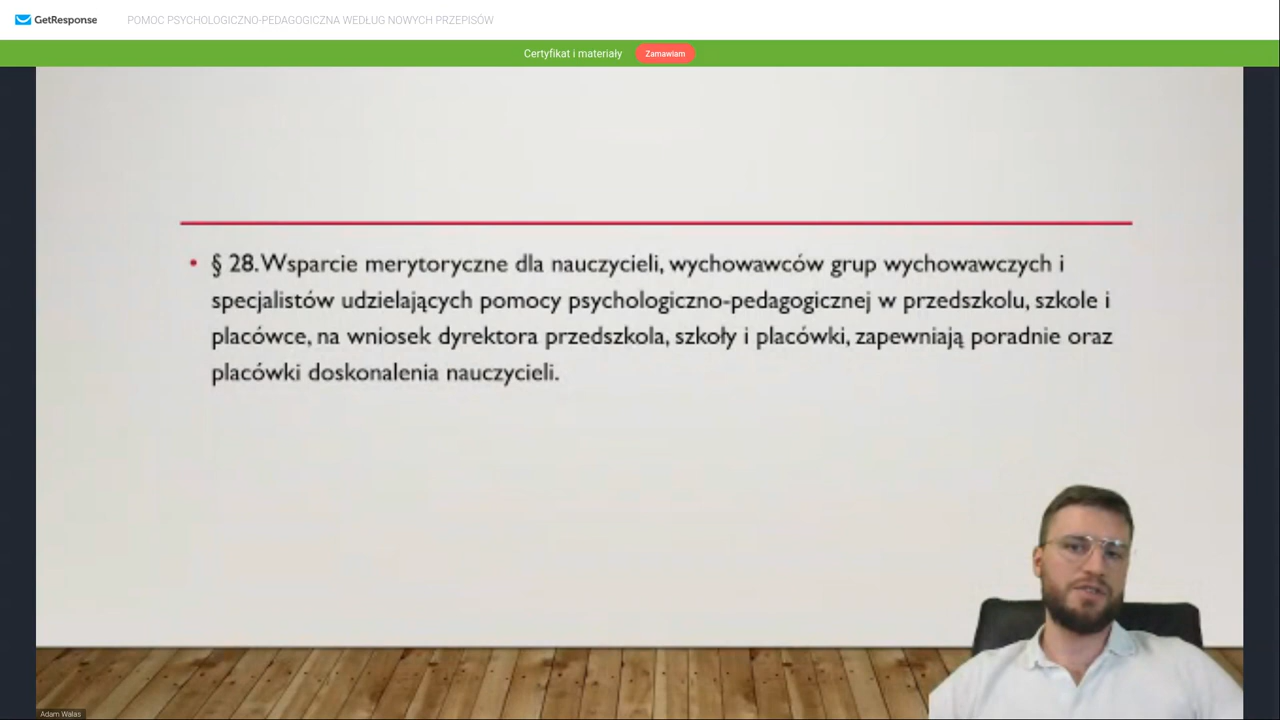 GetResponse
POMOC PSYCHOLOGICZNO-PEDAGOGICZNA WEDŁUG NOWYCH PRZEPISÓW
Certyfikat i materiały
Zamawiam
• § 28. Wsparcie merytoryczne dla nauczycieli, wychowawców grup wychowawczych i
specjalistów udzielających pomocy psychologiczno-pedagogicznej w przedszkolu, szkole i
placówce, na wniosek dyrektora przedszkola, szkoły i placówki, zapewniają poradnie oraz
placówki doskonalenia nauczycieli.
Adam Walas